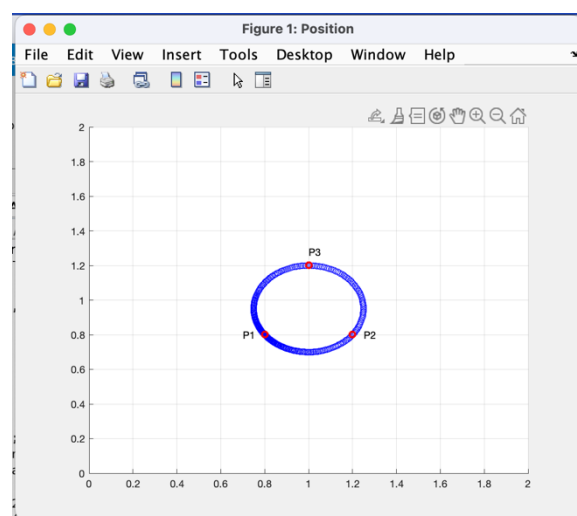 Figure 1: Position
File Edit View Insert Tools Desktop Window Help
2
1.8
1.6
1.4
1.2
1
0.8
0.6
0.4
0.2
0
P3
P1
P2
0 0.2 0.4 0.6 0.8 1 1.2 1.4 1.6 1.8 2